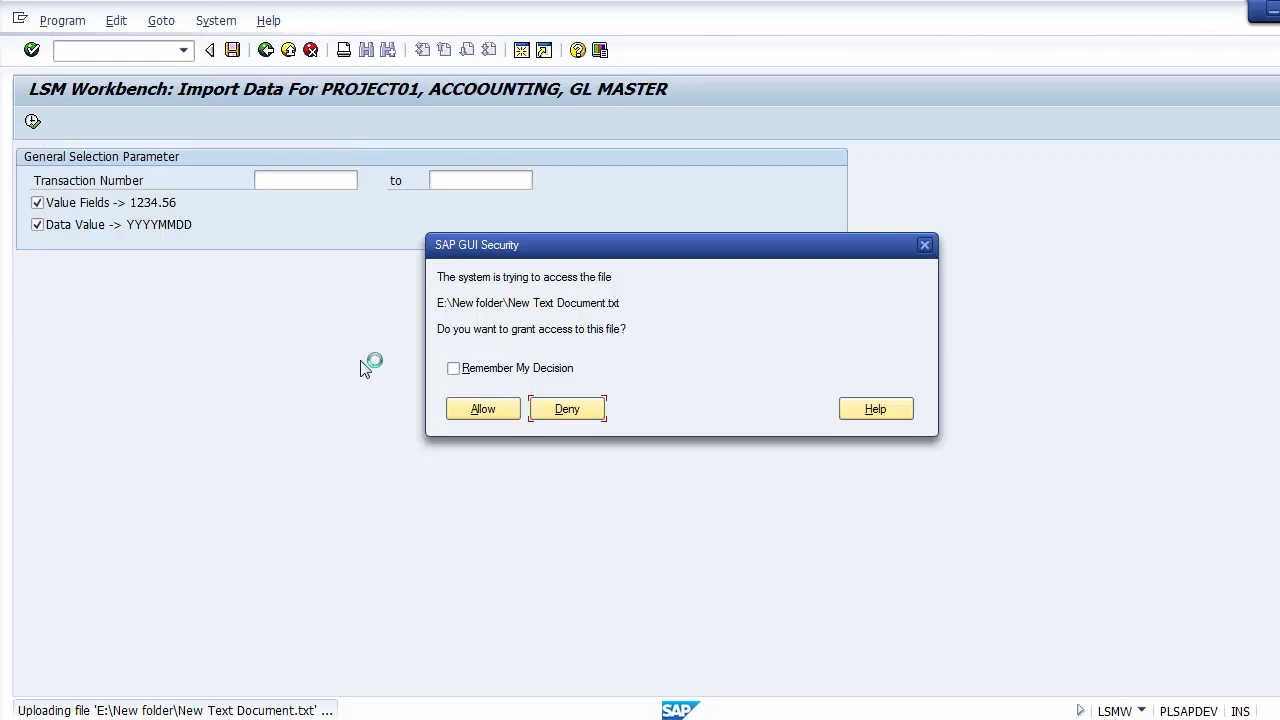 Program Edit Goto System Help
LSM Workbench: Import Data For PROJECT01, ACCOOUNTING, GL MASTER
General Selection Parameter
Transaction Number to
Value Fields -> 1234.56
Data Value -> YYYYMMDD
SAP GUI Security
The system is trying to access the file
E:\New folder\New Text Document.txt
Do you want to grant access to this file?
Remember My Decision
Allow Deny Help
Uploading file 'E:\New folder\New Text Document.txt' ...
SAP
LSMW PLSAPDEV INS